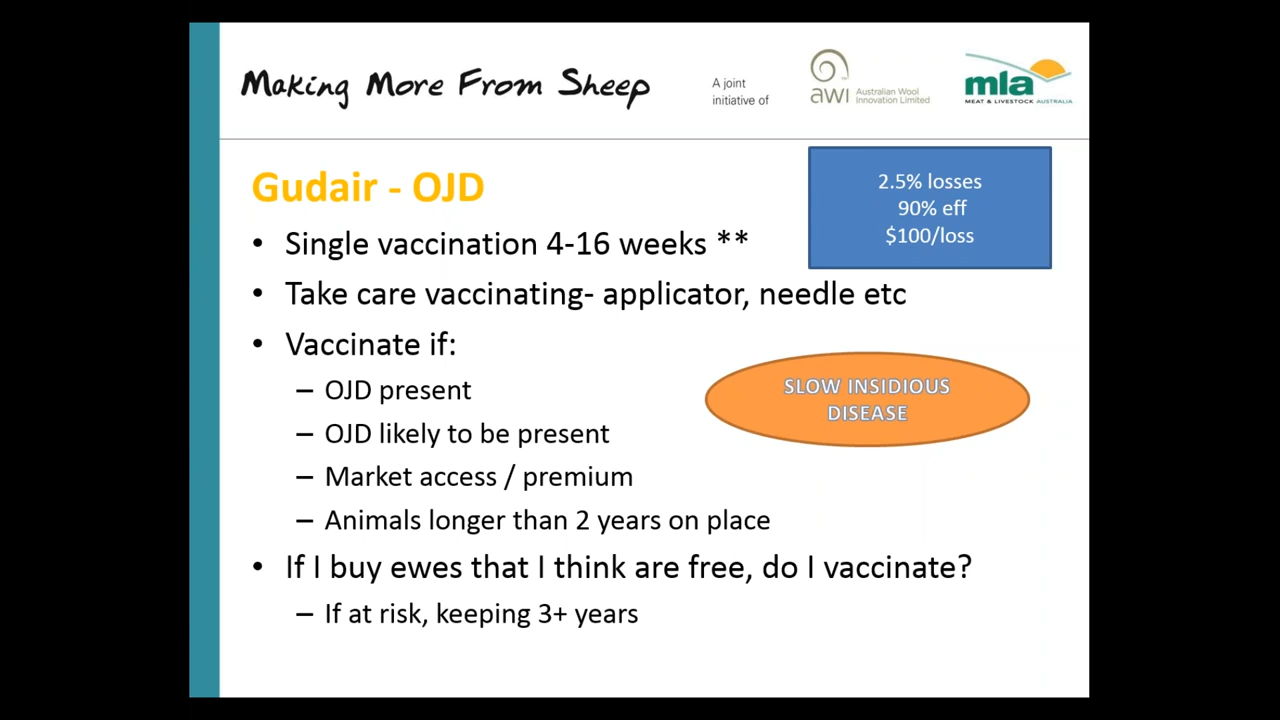 Making More From Sheep
A joint
initiative of
AWI
Australian Wool
Innovation Limited
mla
MEAT & LIVESTOCK AUSTRALIA
Gudair - OJD
2.5% losses
90% eff
$100/loss
• Single vaccination 4-16 weeks **
• Take care vaccinating- applicator, needle etc
• Vaccinate if:
– OJD present
– OJD likely to be present
– Market access / premium
– Animals longer than 2 years on place
SLOW INSIDIOUS
DISEASE
• If I buy ewes that I think are free, do I vaccinate?
– If at risk, keeping 3+ years